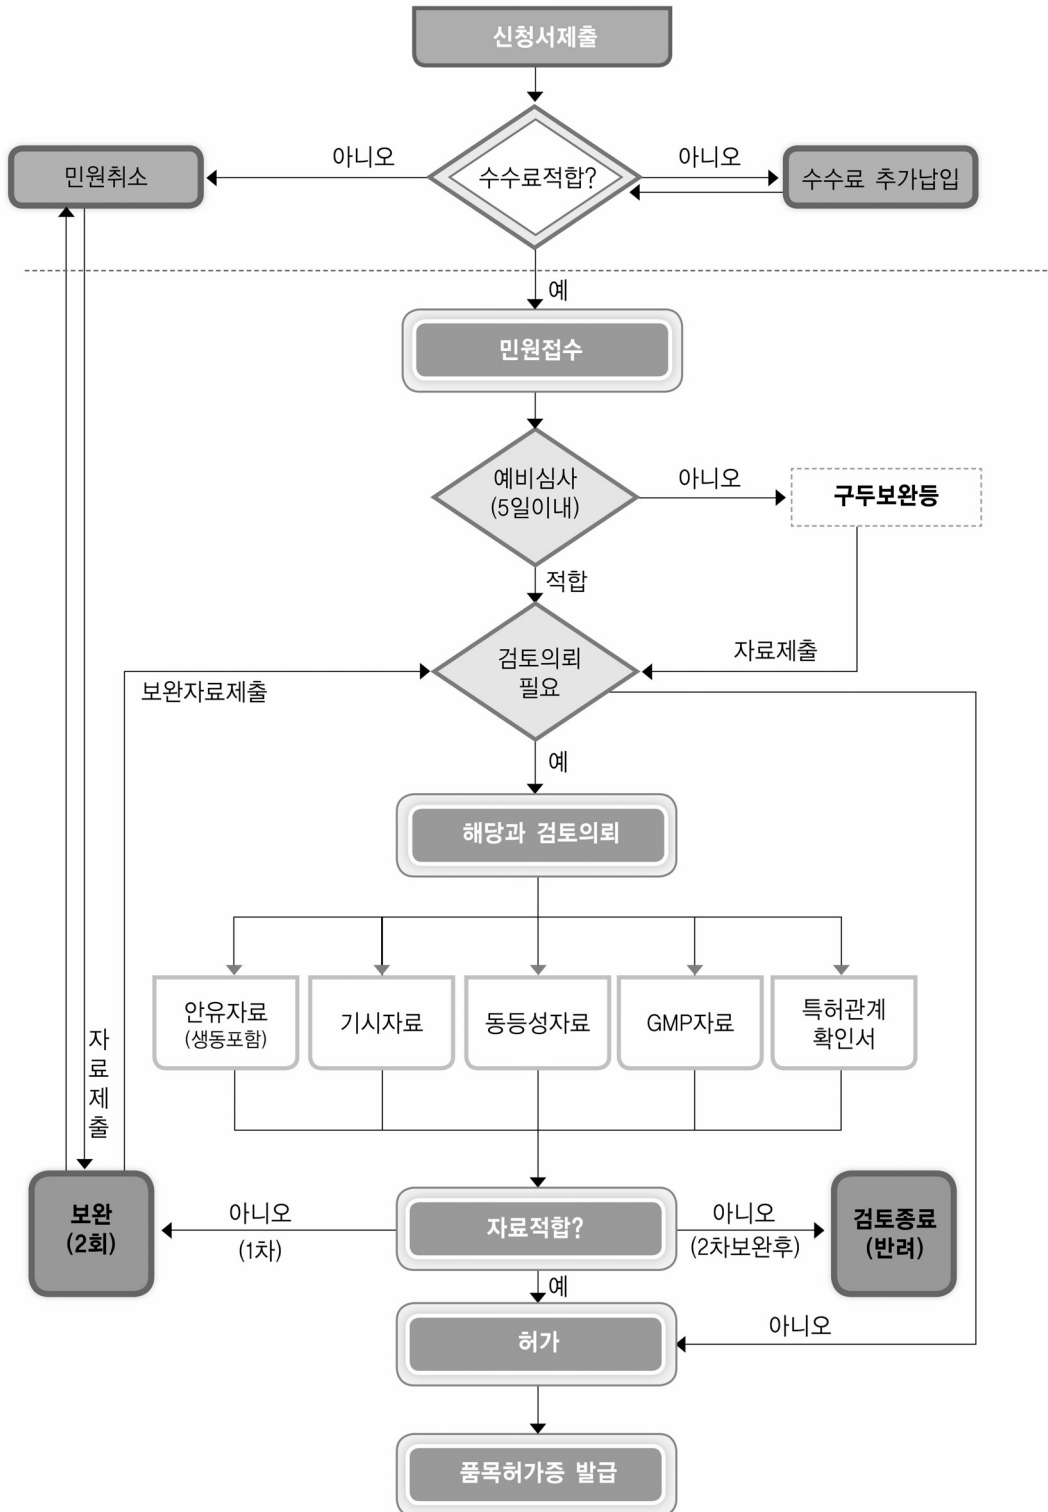 신청서제출
아니오
아니오
민원취소
수수료적합?
수수료 추가납입
예
민원접수
예비심사
(5일이내)
아니오
구두보완등
적합
검토의뢰
필요
자료제출
보완자료제출
예
해당과 검토의뢰
안유자료
(생동포함)
기시자료
동등성자료
GMP자료
특허관계
확인서
자
료
제
출
보완
(2회)
아니오
(1차)
자료적합?
아니오
(2차보완후)
검토종료
(반려)
예
허가
아니오
품목허가증 발급